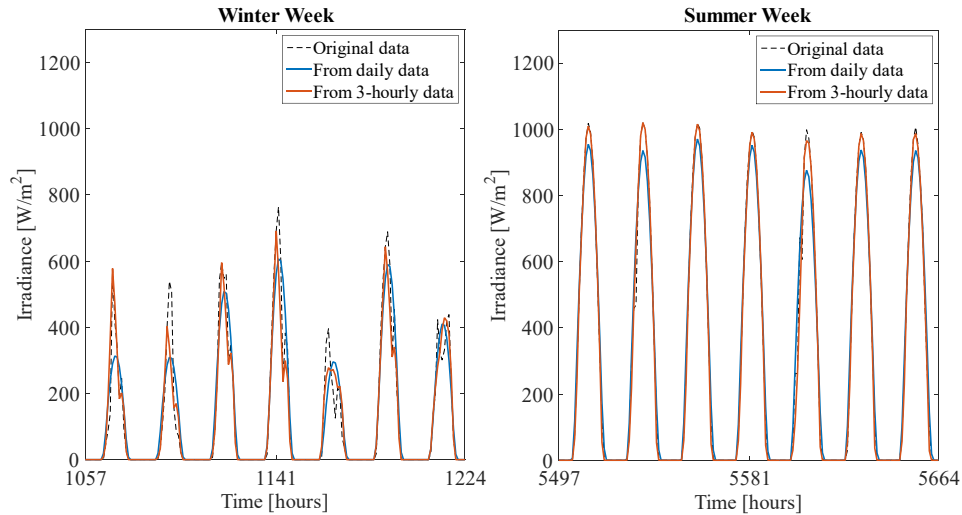 Winter Week
Irradiance [W/m2]
1200
1000
800
600
400
200
0
Original data
From daily data
From 3-hourly data
1057
1141
1224
Time [hours]
Summer Week
Irradiance [W/m2]
1200
1000
800
600
400
200
0
Original data
From daily data
From 3-hourly data
5497
5581
5664
Time [hours]